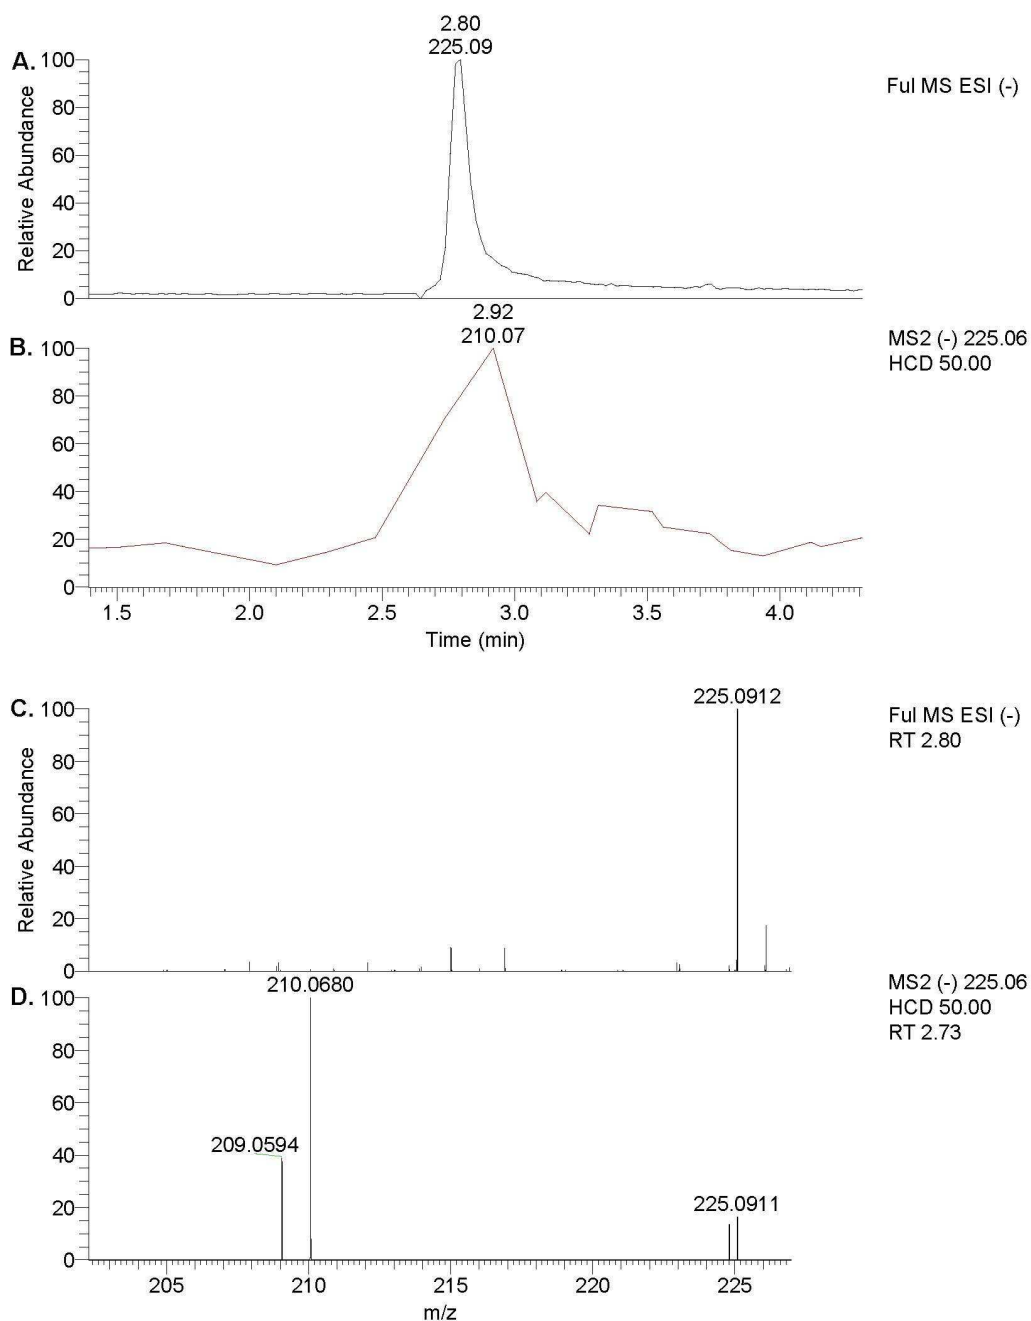 2.80
225.09
A.
Ful MS ESI (-)
Relative Abundance
100
80
60
40
20
0
2.92
210.07
B.
MS2 (-) 225.06
HCD 50.00
100
80
60
40
20
0
1.5 2.0 2.5 3.0 3.5 4.0
Time (min)
225.0912
C.
Ful MS ESI (-)
RT 2.80
Relative Abundance
100
80
60
40
20
0
210.0680
D.
MS2 (-) 225.06
HCD 50.00
RT 2.73
100
80
60
40
20
0
209.0594
225.0911
205 210 215 220 225
m/z